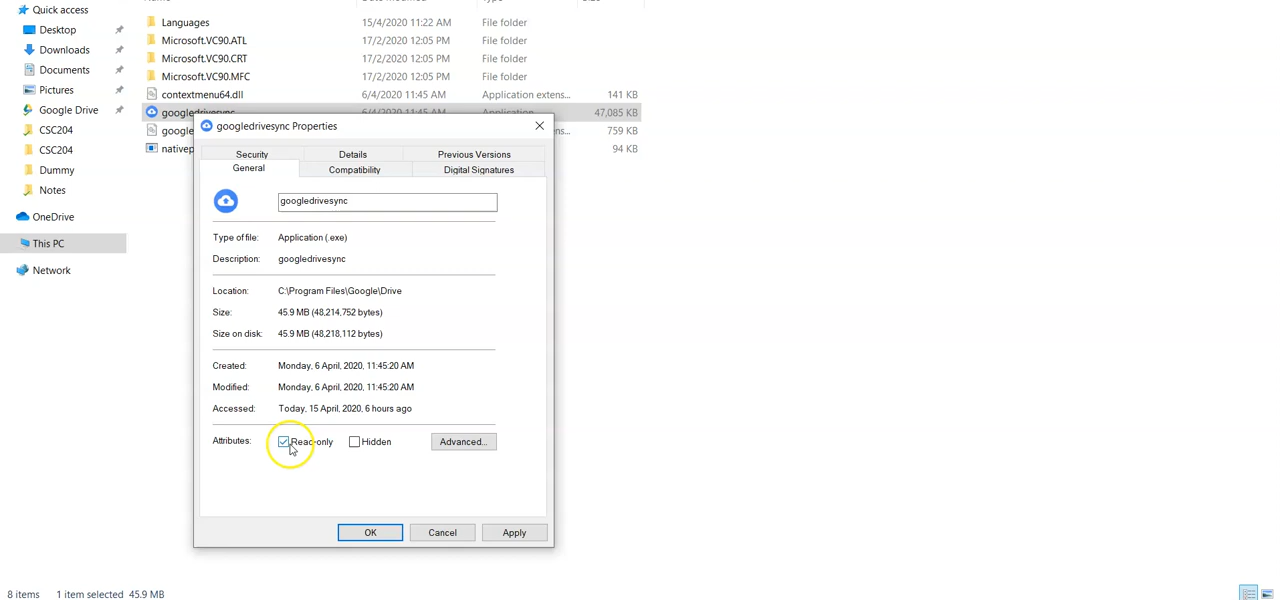 Quick access
Desktop
Downloads
Documents
Pictures
Google Drive
CSC204
CSC204
Dummy
Notes
OneDrive
This PC
Network
Languages 15/4/2020 11:22 AM File folder
Microsoft.VC90.ATL 17/2/2020 12:05 PM File folder
Microsoft.VC90.CRT 17/2/2020 12:05 PM File folder
Microsoft.VC90.MFC 17/2/2020 12:05 PM File folder
contextmenu64.dll 6/4/2020 11:45 AM Application extens... 141 KB
googledrivesync 6/4/2020 11:45 AM Application 47,085 KB
759 KB
94 KB
googledrivesync Properties
Security Details Previous Versions
General Compatibility Digital Signatures
googledrivesync
Type of file: Application (.exe)
Description: googledrivesync
Location: C:\Program Files\Google\Drive
Size: 45.9 MB (48,214,752 bytes)
Size on disk: 45.9 MB (48,218,112 bytes)
Created: Monday, 6 April, 2020, 11:45:20 AM
Modified: Monday, 6 April, 2020, 11:45:20 AM
Accessed: Today, 15 April, 2020, 6 hours ago
Attributes: Read-only Hidden Advanced...
OK Cancel Apply
8 items 1 item selected 45.9 MB